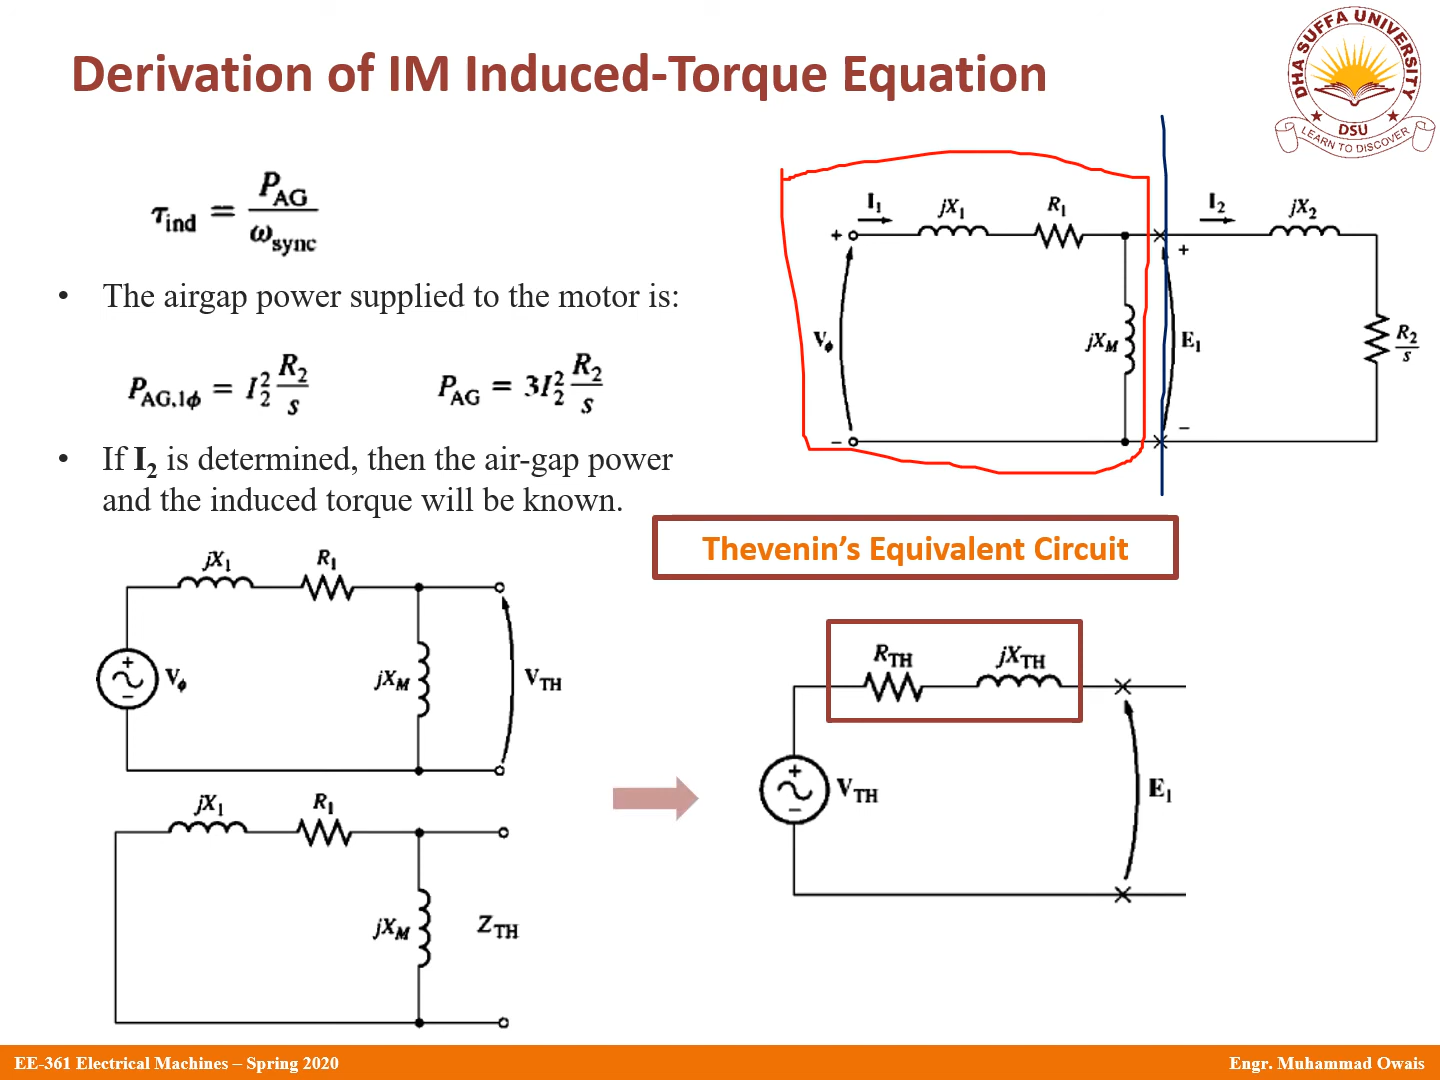 Derivation of IM Induced-Torque Equation
DHA SUFFA UNIVERSITY
DSU
LEARN TO DISCOVER
τind = PAG / ωsync
• The airgap power supplied to the motor is:
PAG,1ϕ = I₂² R₂/s
PAG = 3I₂² R₂/s
• If I₂ is determined, then the air-gap power
and the induced torque will be known.
I₁ jX₁ R₁ I₂ jX₂
+ +
Vϕ jXM E₁ R₂/s
− −
Thevenin’s Equivalent Circuit
jX₁ R₁
+ − Vϕ jXM VTH
jX₁ R₁
jXM ZTH
RTH jXTH
+ − VTH E₁
EE-361 Electrical Machines – Spring 2020
Engr. Muhammad Owais